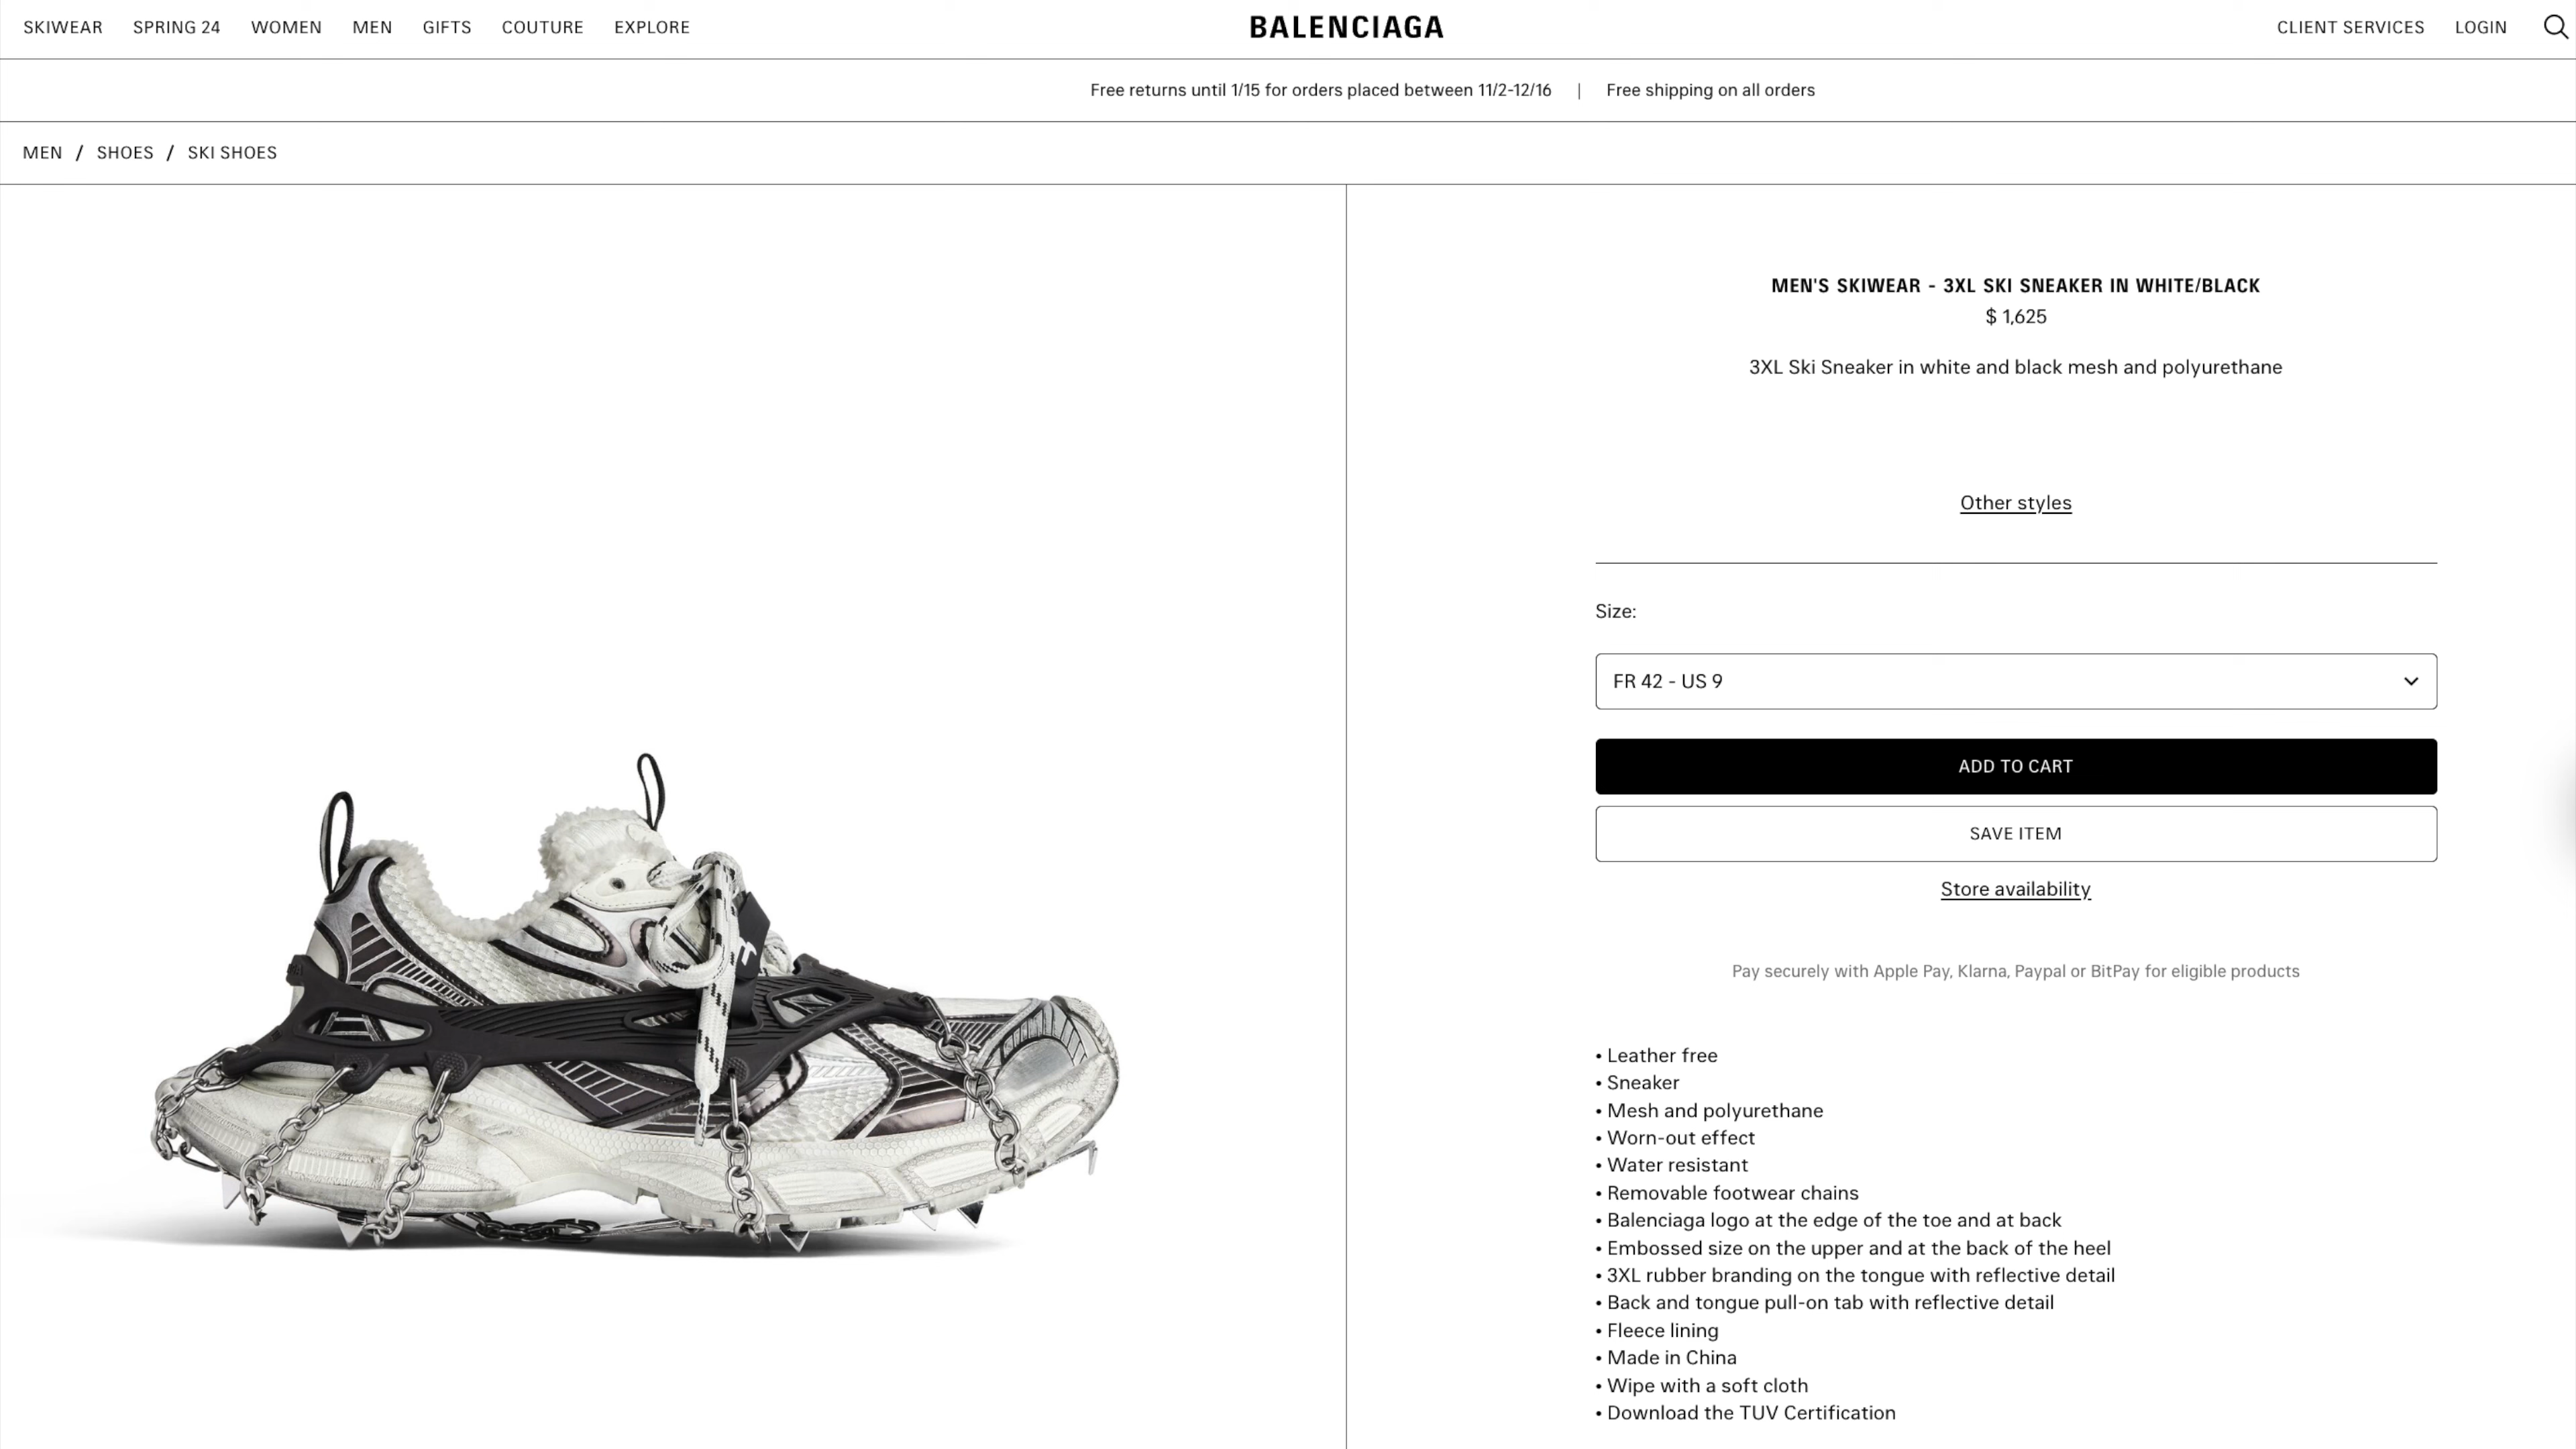 SKIWEAR SPRING 24 WOMEN MEN GIFTS COUTURE EXPLORE BALENCIAGA CLIENT SERVICES LOGIN
Free returns until 1/15 for orders placed between 11/2-12/16 | Free shipping on all orders
MEN / SHOES / SKI SHOES
MEN'S SKIWEAR - 3XL SKI SNEAKER IN WHITE/BLACK
$ 1,625
3XL Ski Sneaker in white and black mesh and polyurethane
Other styles
Size:
FR 42 - US 9
ADD TO CART
SAVE ITEM
Store availability
Pay securely with Apple Pay, Klarna, Paypal or BitPay for eligible products
• Leather free
• Sneaker
• Mesh and polyurethane
• Worn-out effect
• Water resistant
• Removable footwear chains
• Balenciaga logo at the edge of the toe and at back
• Embossed size on the upper and at the back of the heel
• 3XL rubber branding on the tongue with reflective detail
• Back and tongue pull-on tab with reflective detail
• Fleece lining
• Made in China
• Wipe with a soft cloth
• Download the TUV Certification